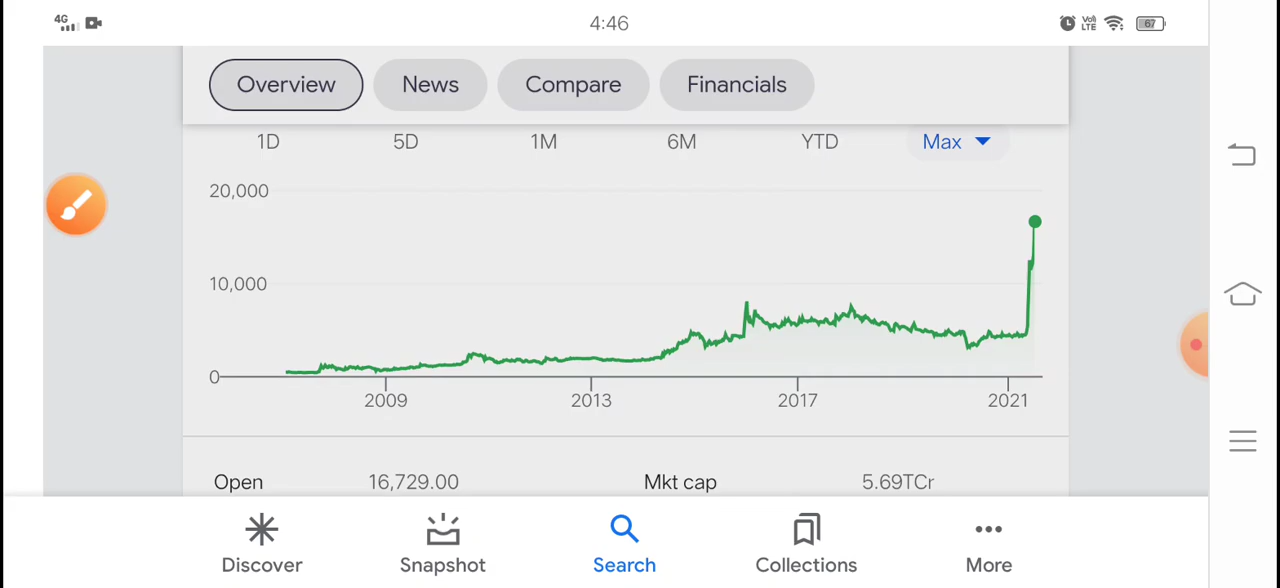 4G 4:46 Vol LTE 67
Overview News Compare Financials
1D 5D 1M 6M YTD Max
20,000
10,000
0
2009 2013 2017 2021
Open 16,729.00 Mkt cap 5.69TCr
Discover Snapshot Search Collections More